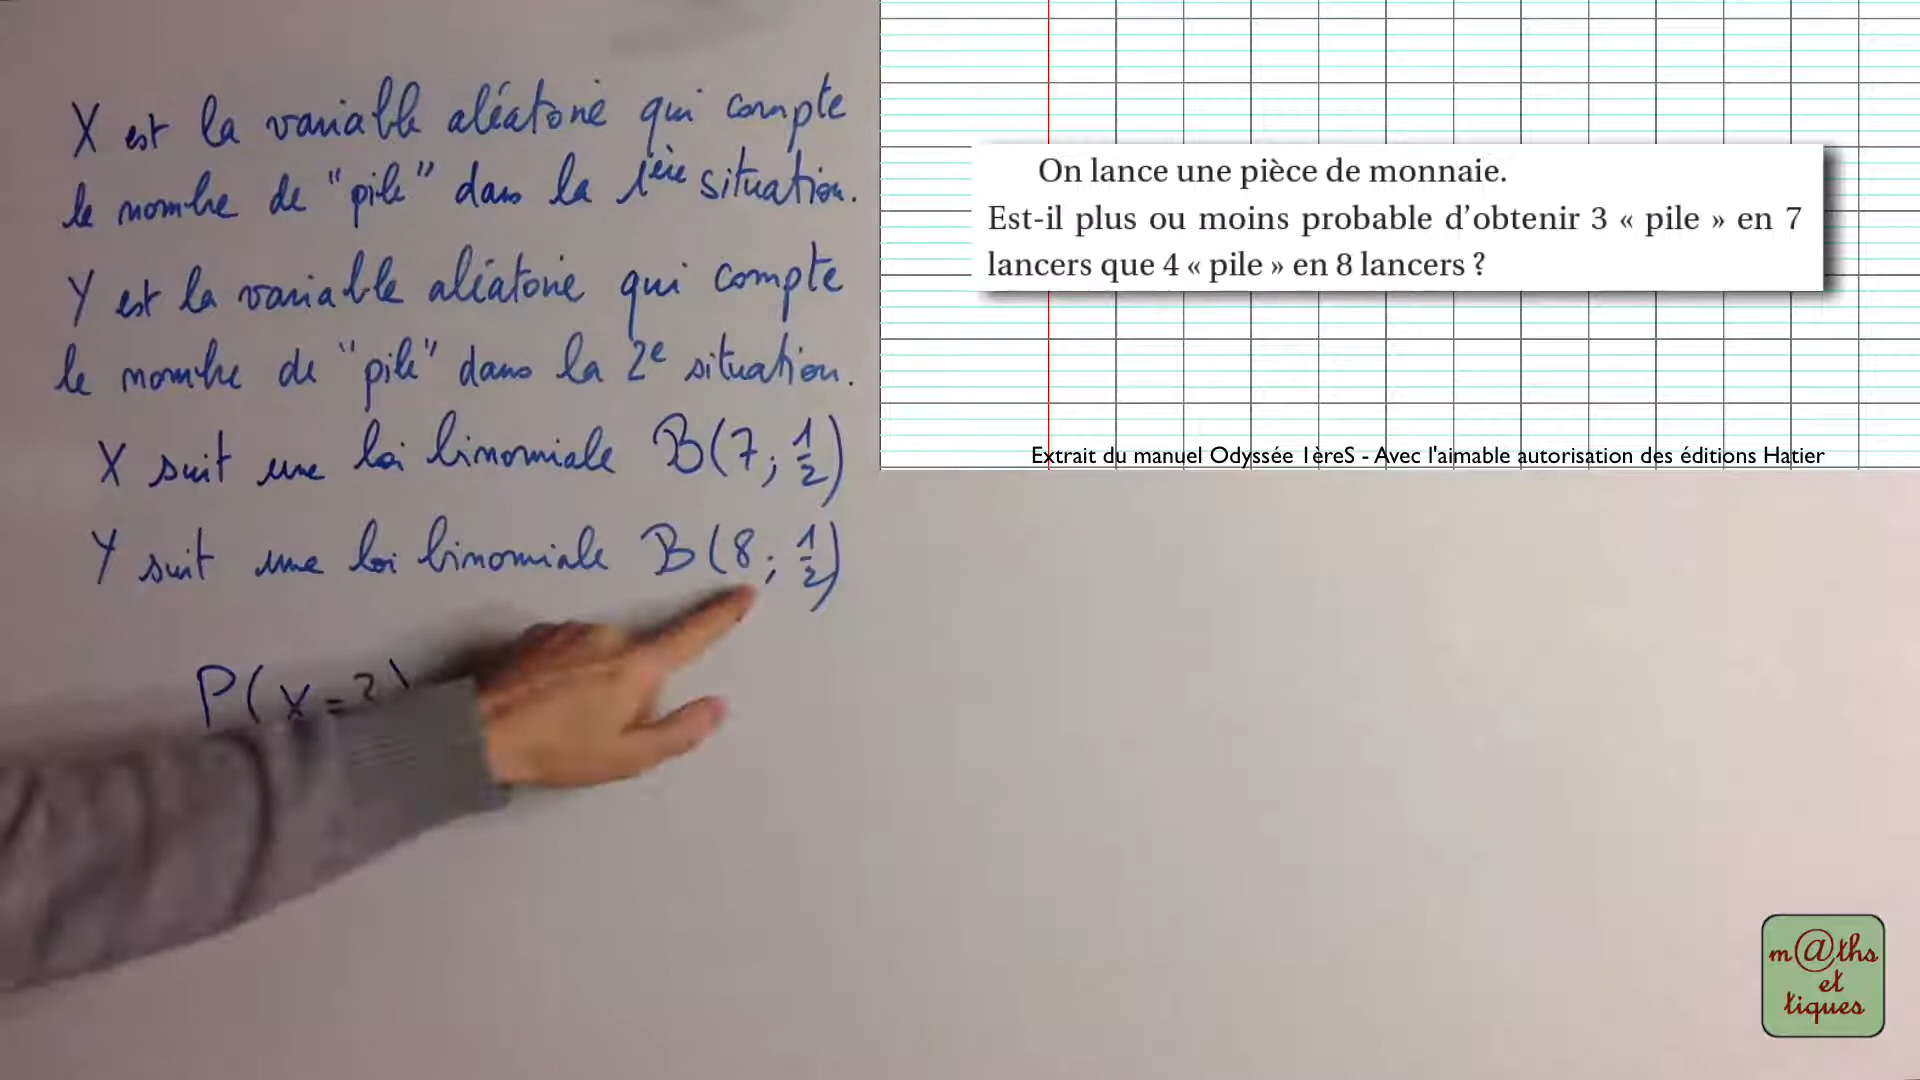 X est la variable aléatoire qui compte
le nombre de "pile" dans la 1ère situation.
Y est la variable aléatoire qui compte
le nombre de "pile" dans la 2e situation.
X suit une loi binomiale B(7; 1/2)
Y suit une loi binomiale B(8; 1/2)
P(X=3)
On lance une pièce de monnaie.
Est-il plus ou moins probable d'obtenir 3 « pile » en 7
lancers que 4 « pile » en 8 lancers ?
Extrait du manuel Odyssée 1èreS - Avec l'aimable autorisation des éditions Hatier
m@ths
et
tiques